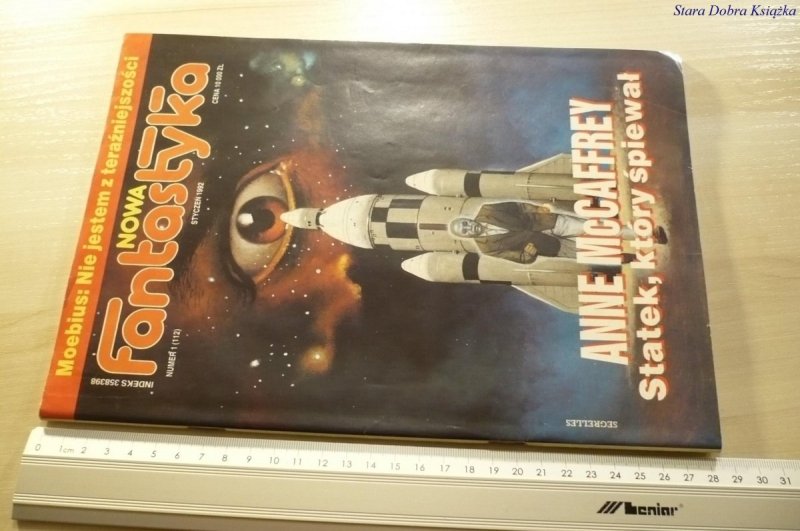 Stara Dobra Książka
Moebius: Nie jestem z teraźniejszości
NOWA
Fantastyka
INDEKS 358398
NUMER 1 (112)
STYCZEŃ 1992
CENA 10 000 ZŁ
ANNE McCAFFREY
Statek, który śpiewał
SEGRELLES
0 1cm 2 3 4 5 6 7 8 9 10 11 12 13 14 15 16 17 18 19 20 21 22 23 24 25 26 27 28 29 30 31
leniar®